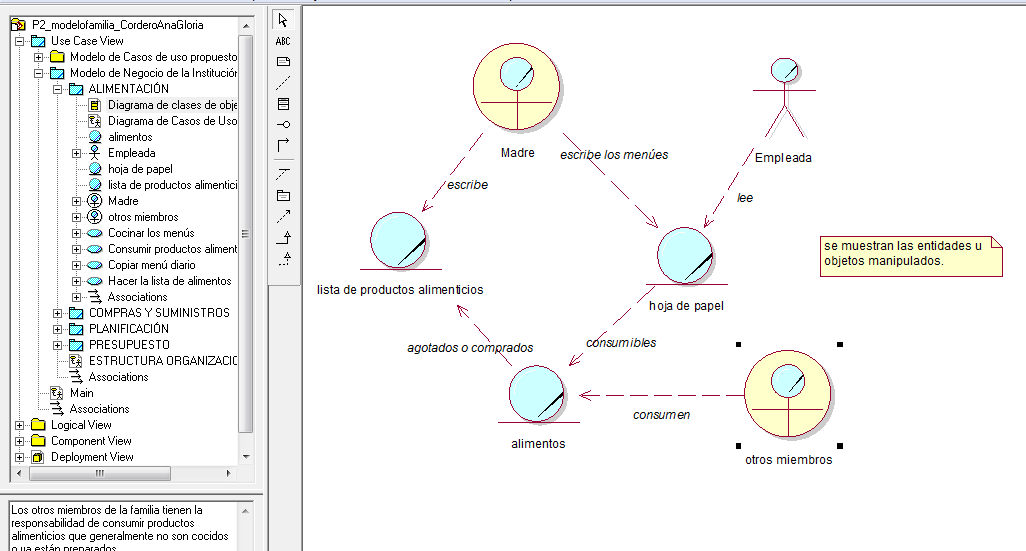 P2_modelofamilia_CorderoAnaGloria
Use Case View
Modelo de Casos de uso propuesto
Modelo de Negocio de la Institución
ALIMENTACIÓN
Diagrama de clases de obje
Diagrama de Casos de Uso
alimentos
Empleada
hoja de papel
lista de productos alimentici
Madre
otros miembros
Cocinar los menús
Consumir productos aliment
Copiar menú diario
Hacer la lista de alimentos
Associations
COMPRAS Y SUMINISTROS
PLANIFICACIÓN
PRESUPUESTO
ESTRUCTURA ORGANIZACI
Associations
Main
Associations
Logical View
Component View
Deployment View
Los otros miembros de la familia tienen la
responsabilidad de consumir productos
alimenticios que generalmente no son cocidos
o ya están preparados
ABC
Madre
Empleada
escribe los menúes
escribe
lee
lista de productos alimenticios
hoja de papel
se muestran las entidades u
objetos manipulados.
agotados o comprados
consumibles
consumen
alimentos
otros miembros